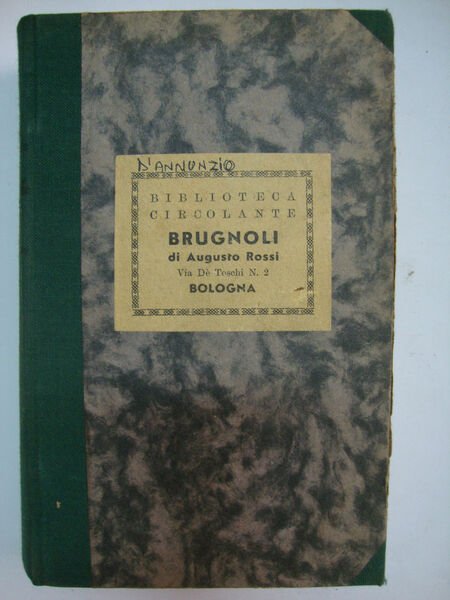 D'ANNUNZIO
BIBLIOTECA
CIRCOLANTE
BRUGNOLI
di Augusto Rossi
Via Dè Toschi N. 2
BOLOGNA